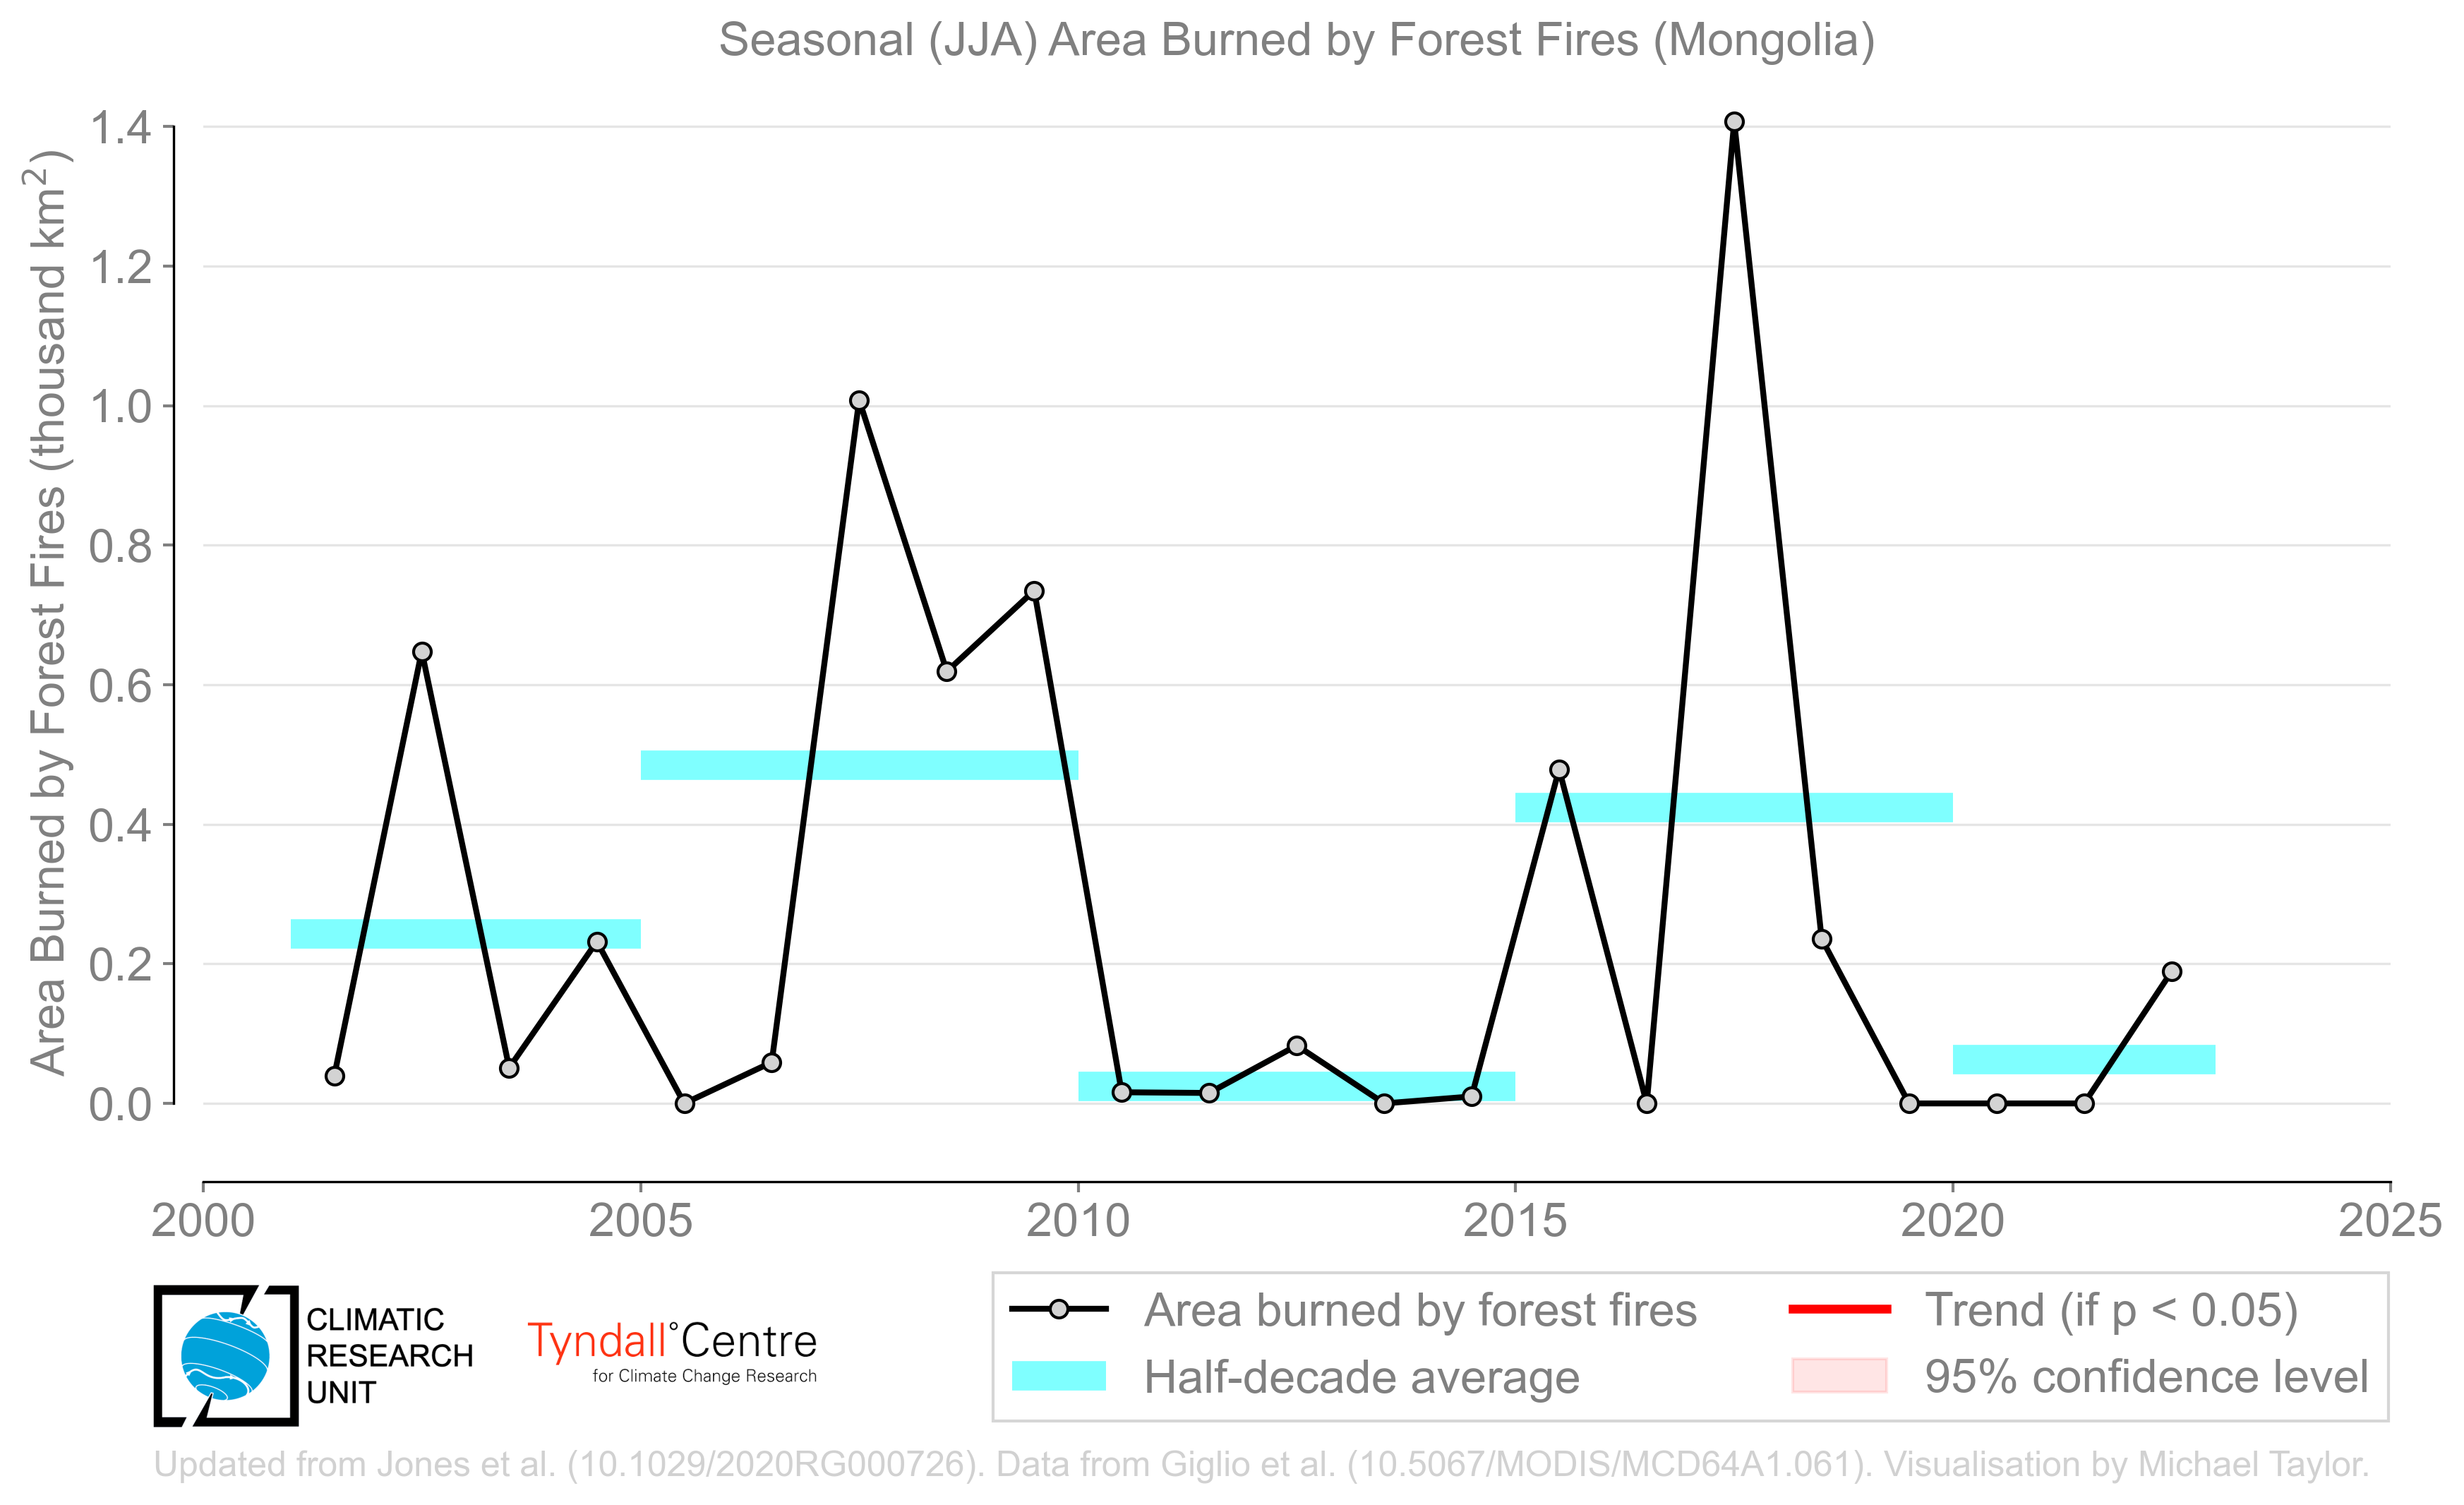 Seasonal (JJA) Area Burned by Forest Fires (Mongolia)
Area Burned by Forest Fires (thousand km²)
1.4
1.2
1.0
0.8
0.6
0.4
0.2
0.0
2000 2005 2010 2015 2020 2025
CLIMATIC
RESEARCH
UNIT
Tyndall°Centre
for Climate Change Research
Area burned by forest fires
Half-decade average
Trend (if p < 0.05)
95% confidence level
Updated from Jones et al. (10.1029/2020RG000726). Data from Giglio et al. (10.5067/MODIS/MCD64A1.061). Visualisation by Michael Taylor.